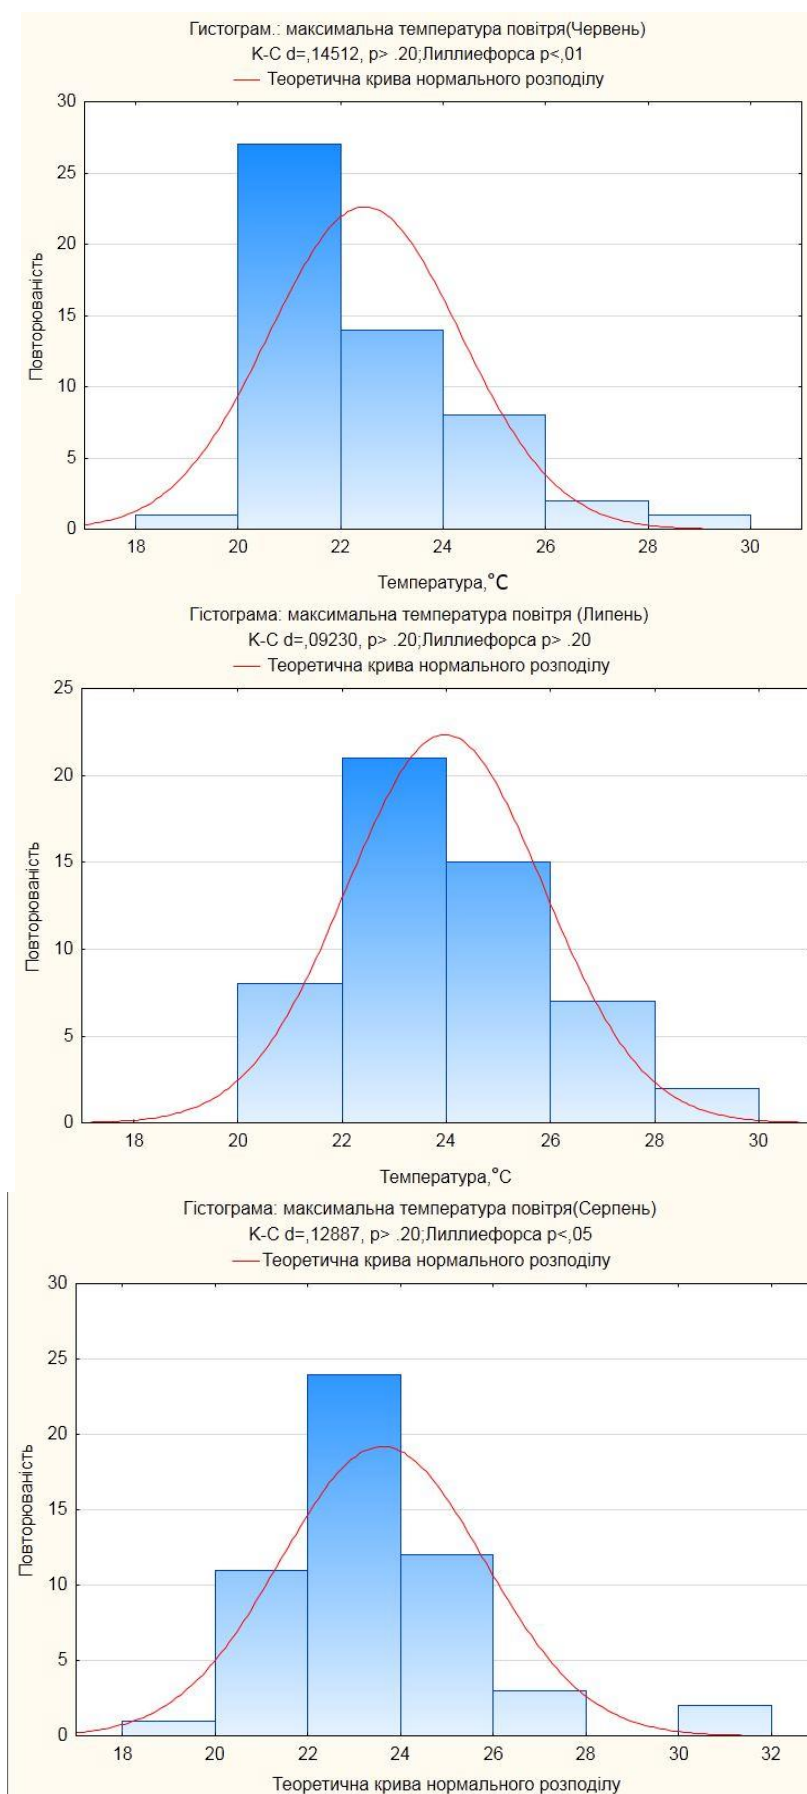 Гистограм.: максимальна температура повітря(Червень)
K-C d=,14512, p> .20;Лиллиефорса p<,01
Теоретична крива нормального розподілу
30
25
20
15
10
5
0
Повторюваність
18 20 22 24 26 28 30
Температура,°C
Гістограма: максимальна температура повітря (Липень)
K-C d=,09230, p> .20;Лиллиефорса p> .20
Теоретична крива нормального розподілу
25
20
15
10
5
0
Повторюваність
18 20 22 24 26 28 30
Температура,°C
Гістограма: максимальна температура повітря(Серпень)
K-C d=,12887, p> .20;Лиллиефорса p<,05
Теоретична крива нормального розподілу
30
25
20
15
10
5
0
Повторюваність
18 20 22 24 26 28 30 32
Теоретична крива нормального розподілу